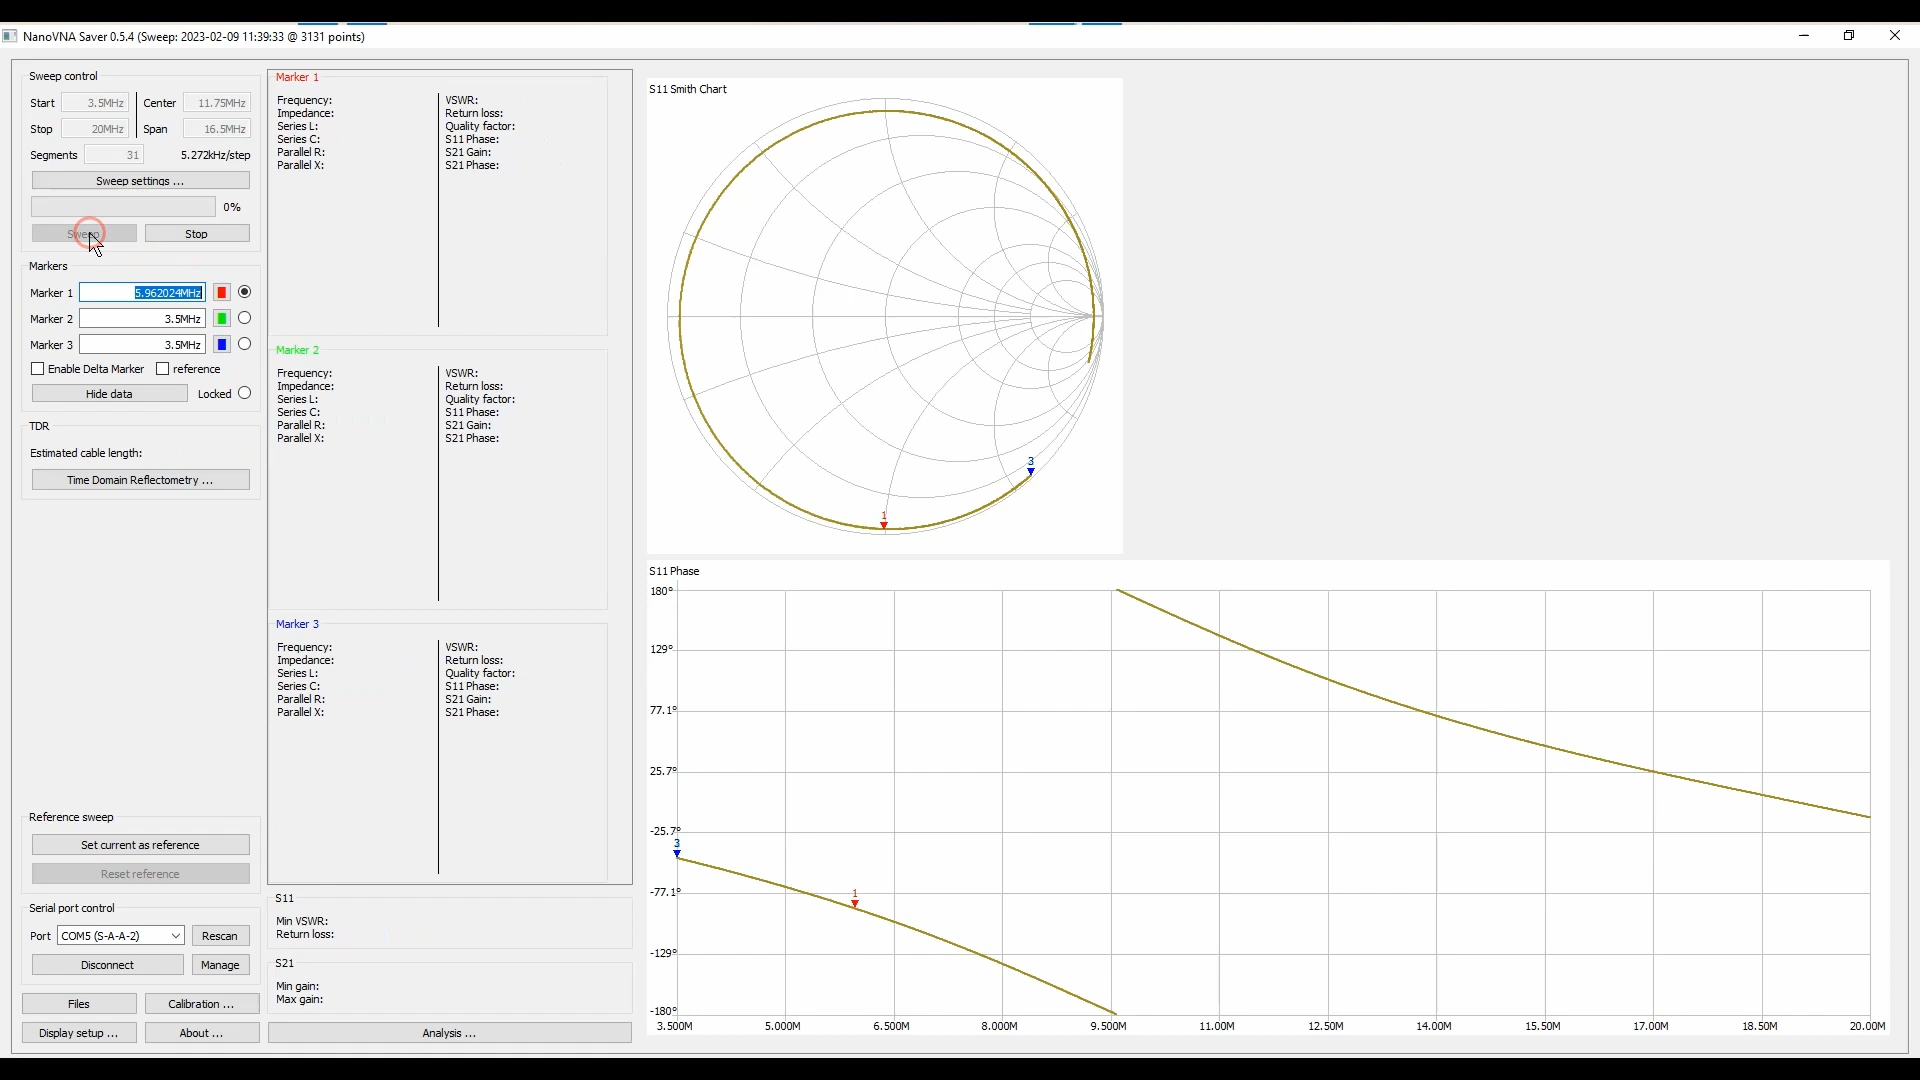 NanoVNA Saver 0.5.4 (Sweep: 2023-02-09 11:39:33 @ 3131 points)
Sweep control
Start 3.5MHz Center 11.75MHz
Stop 20MHz Span 16.5MHz
Segments 31 5.272kHz/step
Sweep settings ...
0%
Sweep Stop
Markers
Marker 1 5.962024MHz
Marker 2 3.5MHz
Marker 3 3.5MHz
Enable Delta Marker reference
Hide data Locked
TDR
Estimated cable length:
Time Domain Reflectometry ...
Reference sweep
Set current as reference
Reset reference
Serial port control
Port COM5 (S-A-A-2) Rescan
Disconnect Manage
Files Calibration ...
Display setup ... About ...
Marker 1
Frequency: VSWR:
Impedance: Return loss:
Series L: Quality factor:
Series C: S11 Phase:
Parallel R: S21 Gain:
Parallel X: S21 Phase:
Marker 2
Frequency: VSWR:
Impedance: Return loss:
Series L: Quality factor:
Series C: S11 Phase:
Parallel R: S21 Gain:
Parallel X: S21 Phase:
Marker 3
Frequency: VSWR:
Impedance: Return loss:
Series L: Quality factor:
Series C: S11 Phase:
Parallel R: S21 Gain:
Parallel X: S21 Phase:
S11
Min VSWR:
Return loss:
S21
Min gain:
Max gain:
Analysis ...
S11 Smith Chart
3
1
S11 Phase
180°
129°
77.1°
25.7°
-25.7°
3
-77.1°
1
-129°
-180°
3.500M 5.000M 6.500M 8.000M 9.500M 11.00M 12.50M 14.00M 15.50M 17.00M 18.50M 20.00M